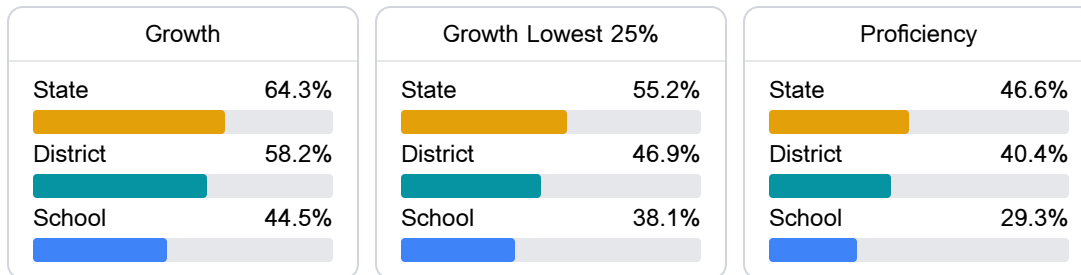 Growth
State 64.3%
District 58.2%
School 44.5%
Growth Lowest 25%
State 55.2%
District 46.9%
School 38.1%
Proficiency
State 46.6%
District 40.4%
School 29.3%